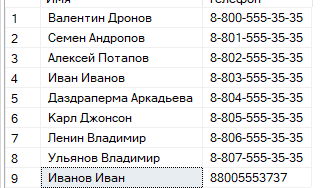 Имя Телефон
1 Валентин Дронов 8-800-555-35-35
2 Семен Андропов 8-801-555-35-35
3 Алексей Потапов 8-802-555-35-35
4 Иван Иванов 8-803-555-35-35
5 Даздраперма Аркадьева 8-804-555-35-35
6 Карл Джонсон 8-805-555-35-35
7 Ленин Владимир 8-806-555-35-35
8 Ульянов Владимир 8-807-555-35-35
9 Иванов Иван 88005553737